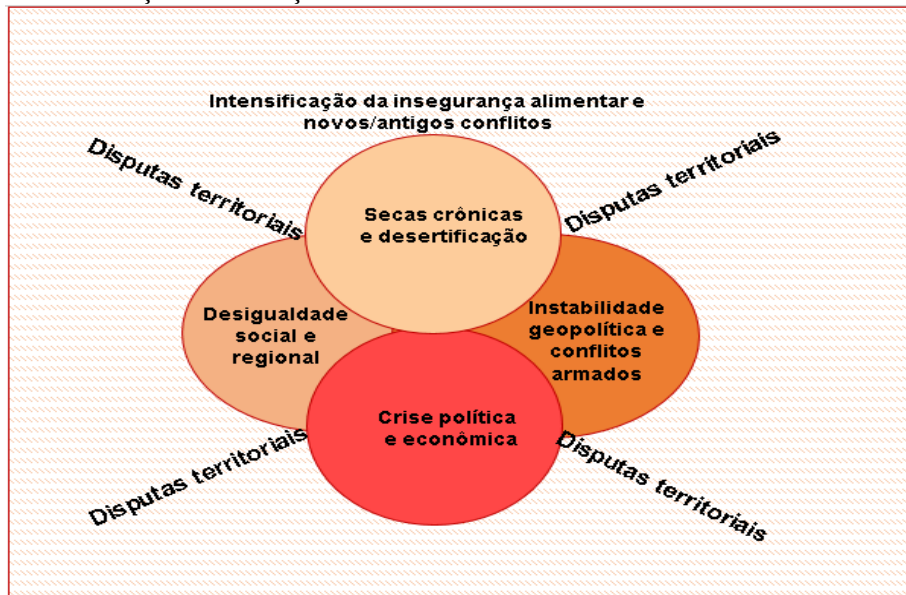 Intensificação da insegurança alimentar e
novos/antigos conflitos
Disputas territoriais
Disputas territoriais
Secas crônicas
e desertificação
Desigualdade
social e
regional
Instabilidade
geopolítica e
conflitos
armados
Crise política
e econômica
Disputas territoriais
Disputas territoriais